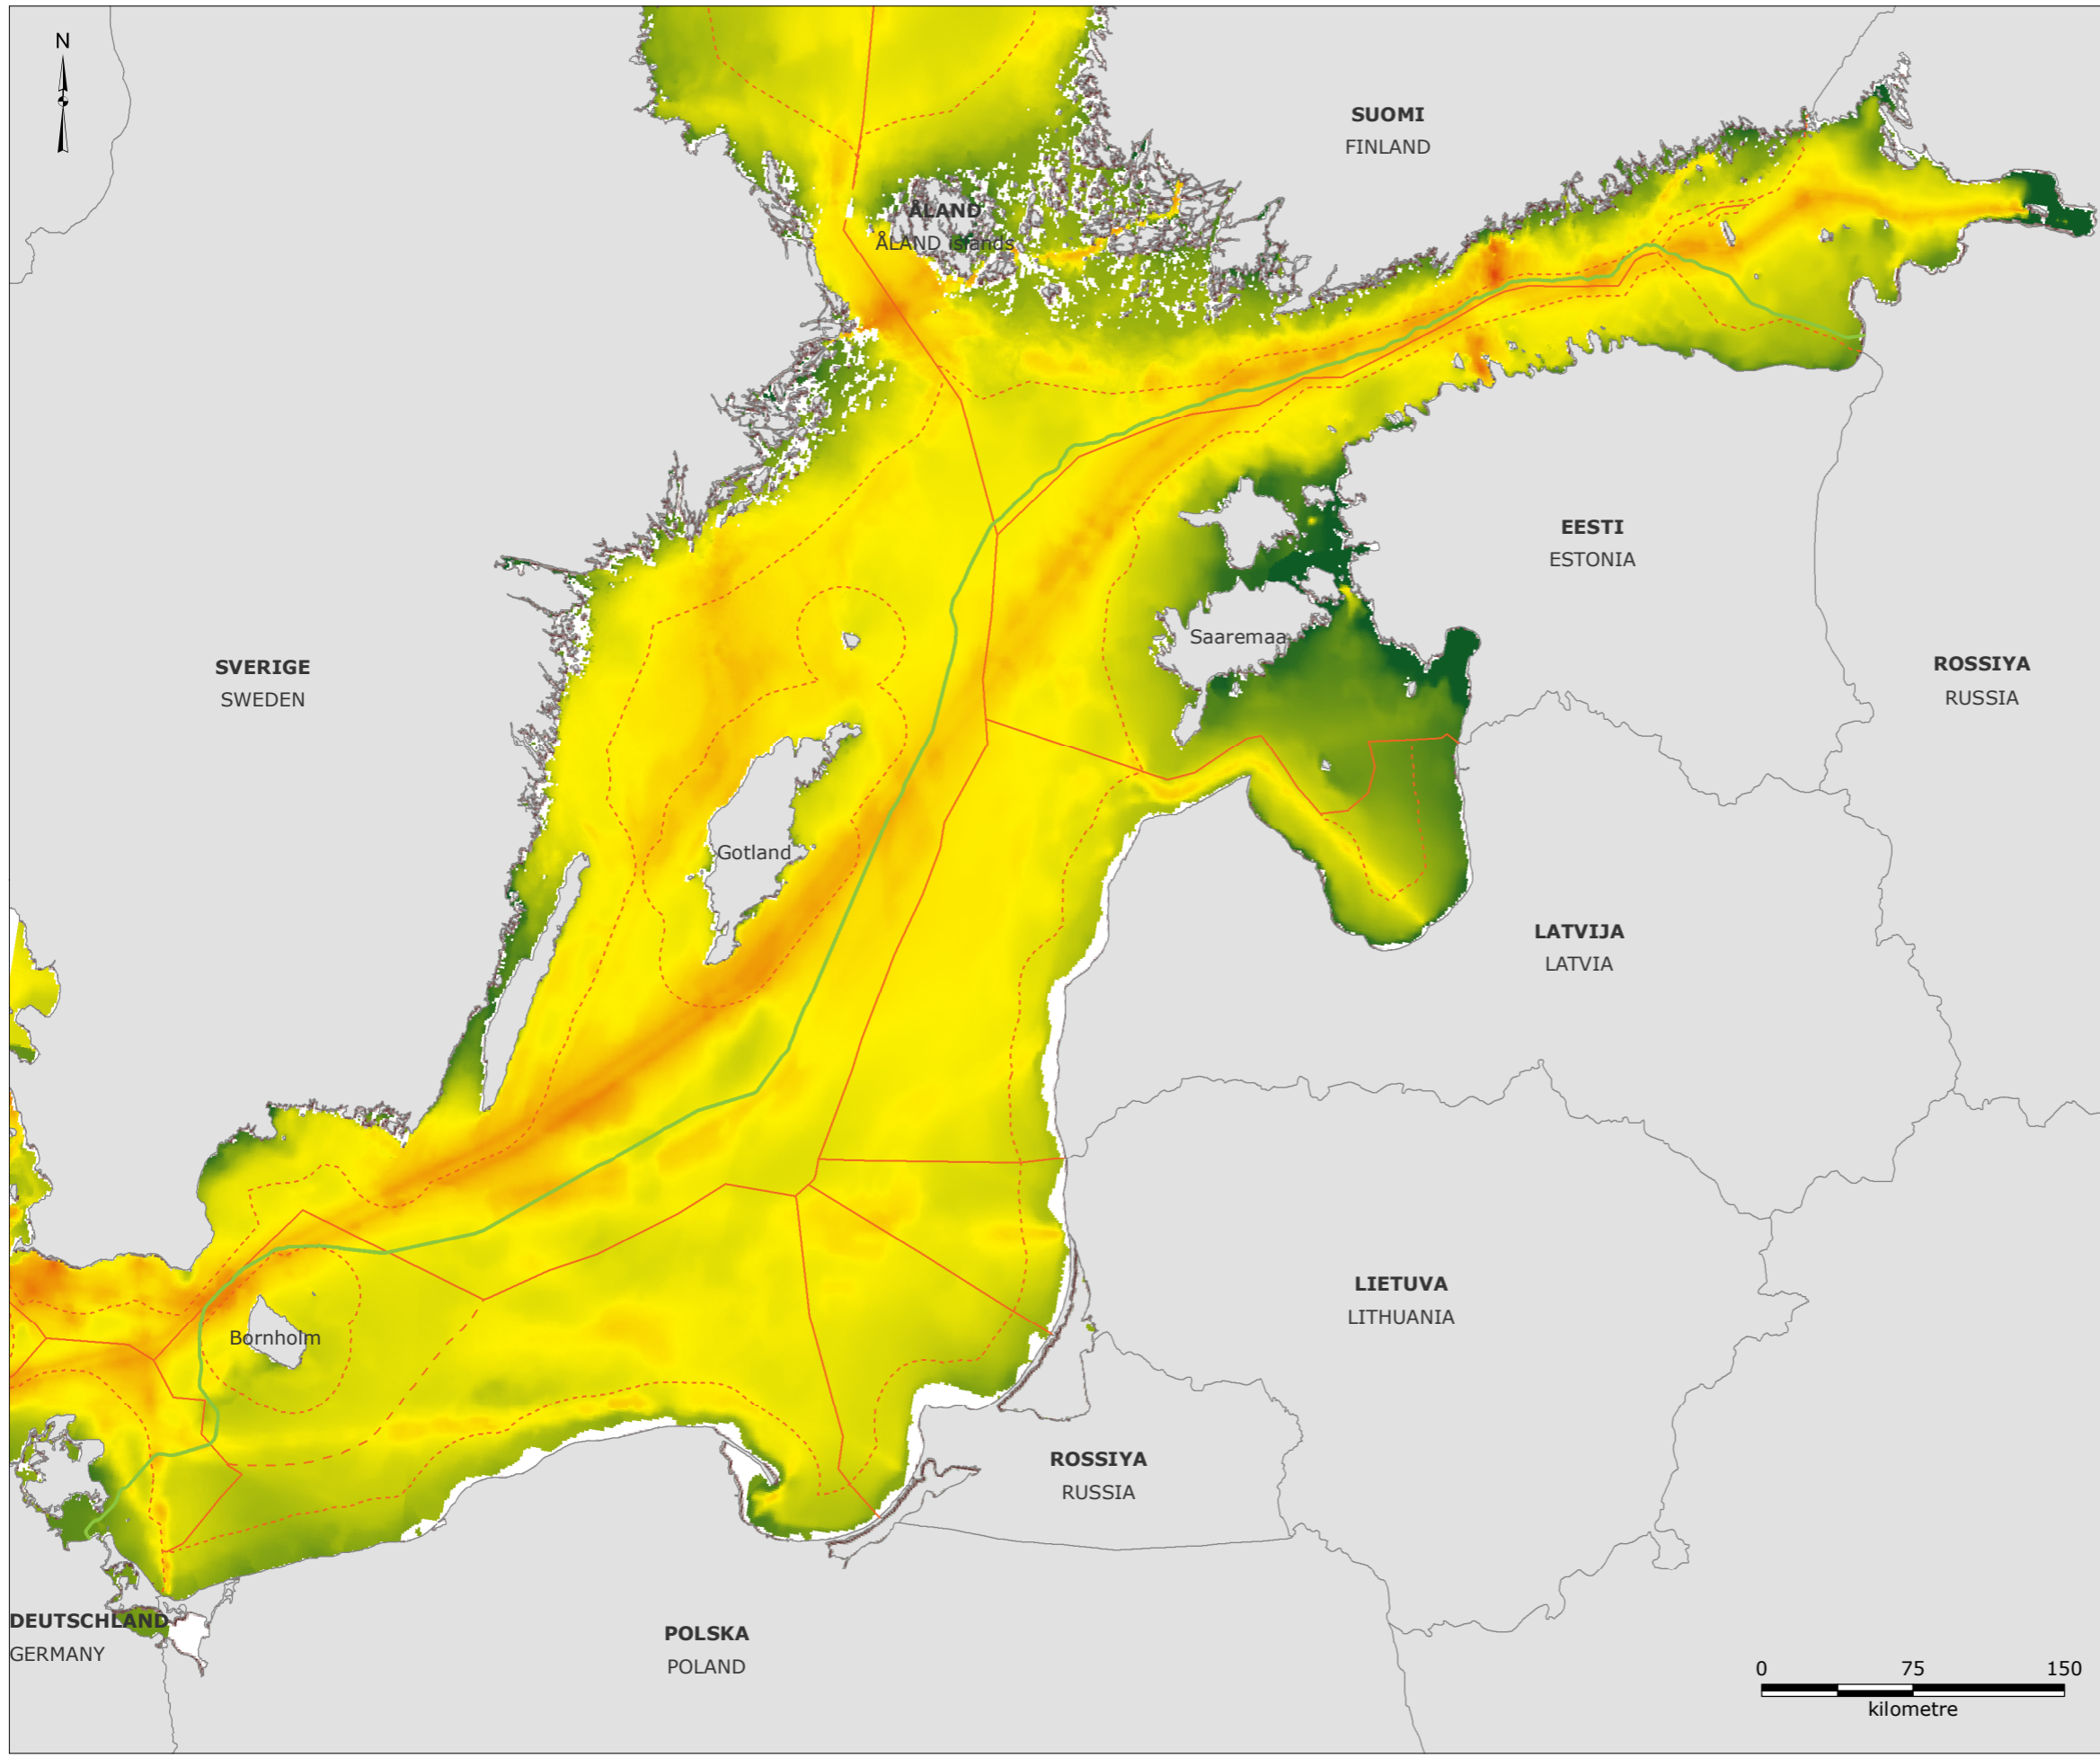 N
SUOMI
FINLAND
ÅLAND
ÅLAND islands
EESTI
ESTONIA
Saaremaa
SVERIGE
SWEDEN
ROSSIYA
RUSSIA
Gotland
LATVIJA
LATVIA
LIETUVA
LITHUANIA
Bornholm
ROSSIYA
RUSSIA
DEUTSCHLAND
GERMANY
POLSKA
POLAND
0 75 150
kilometre